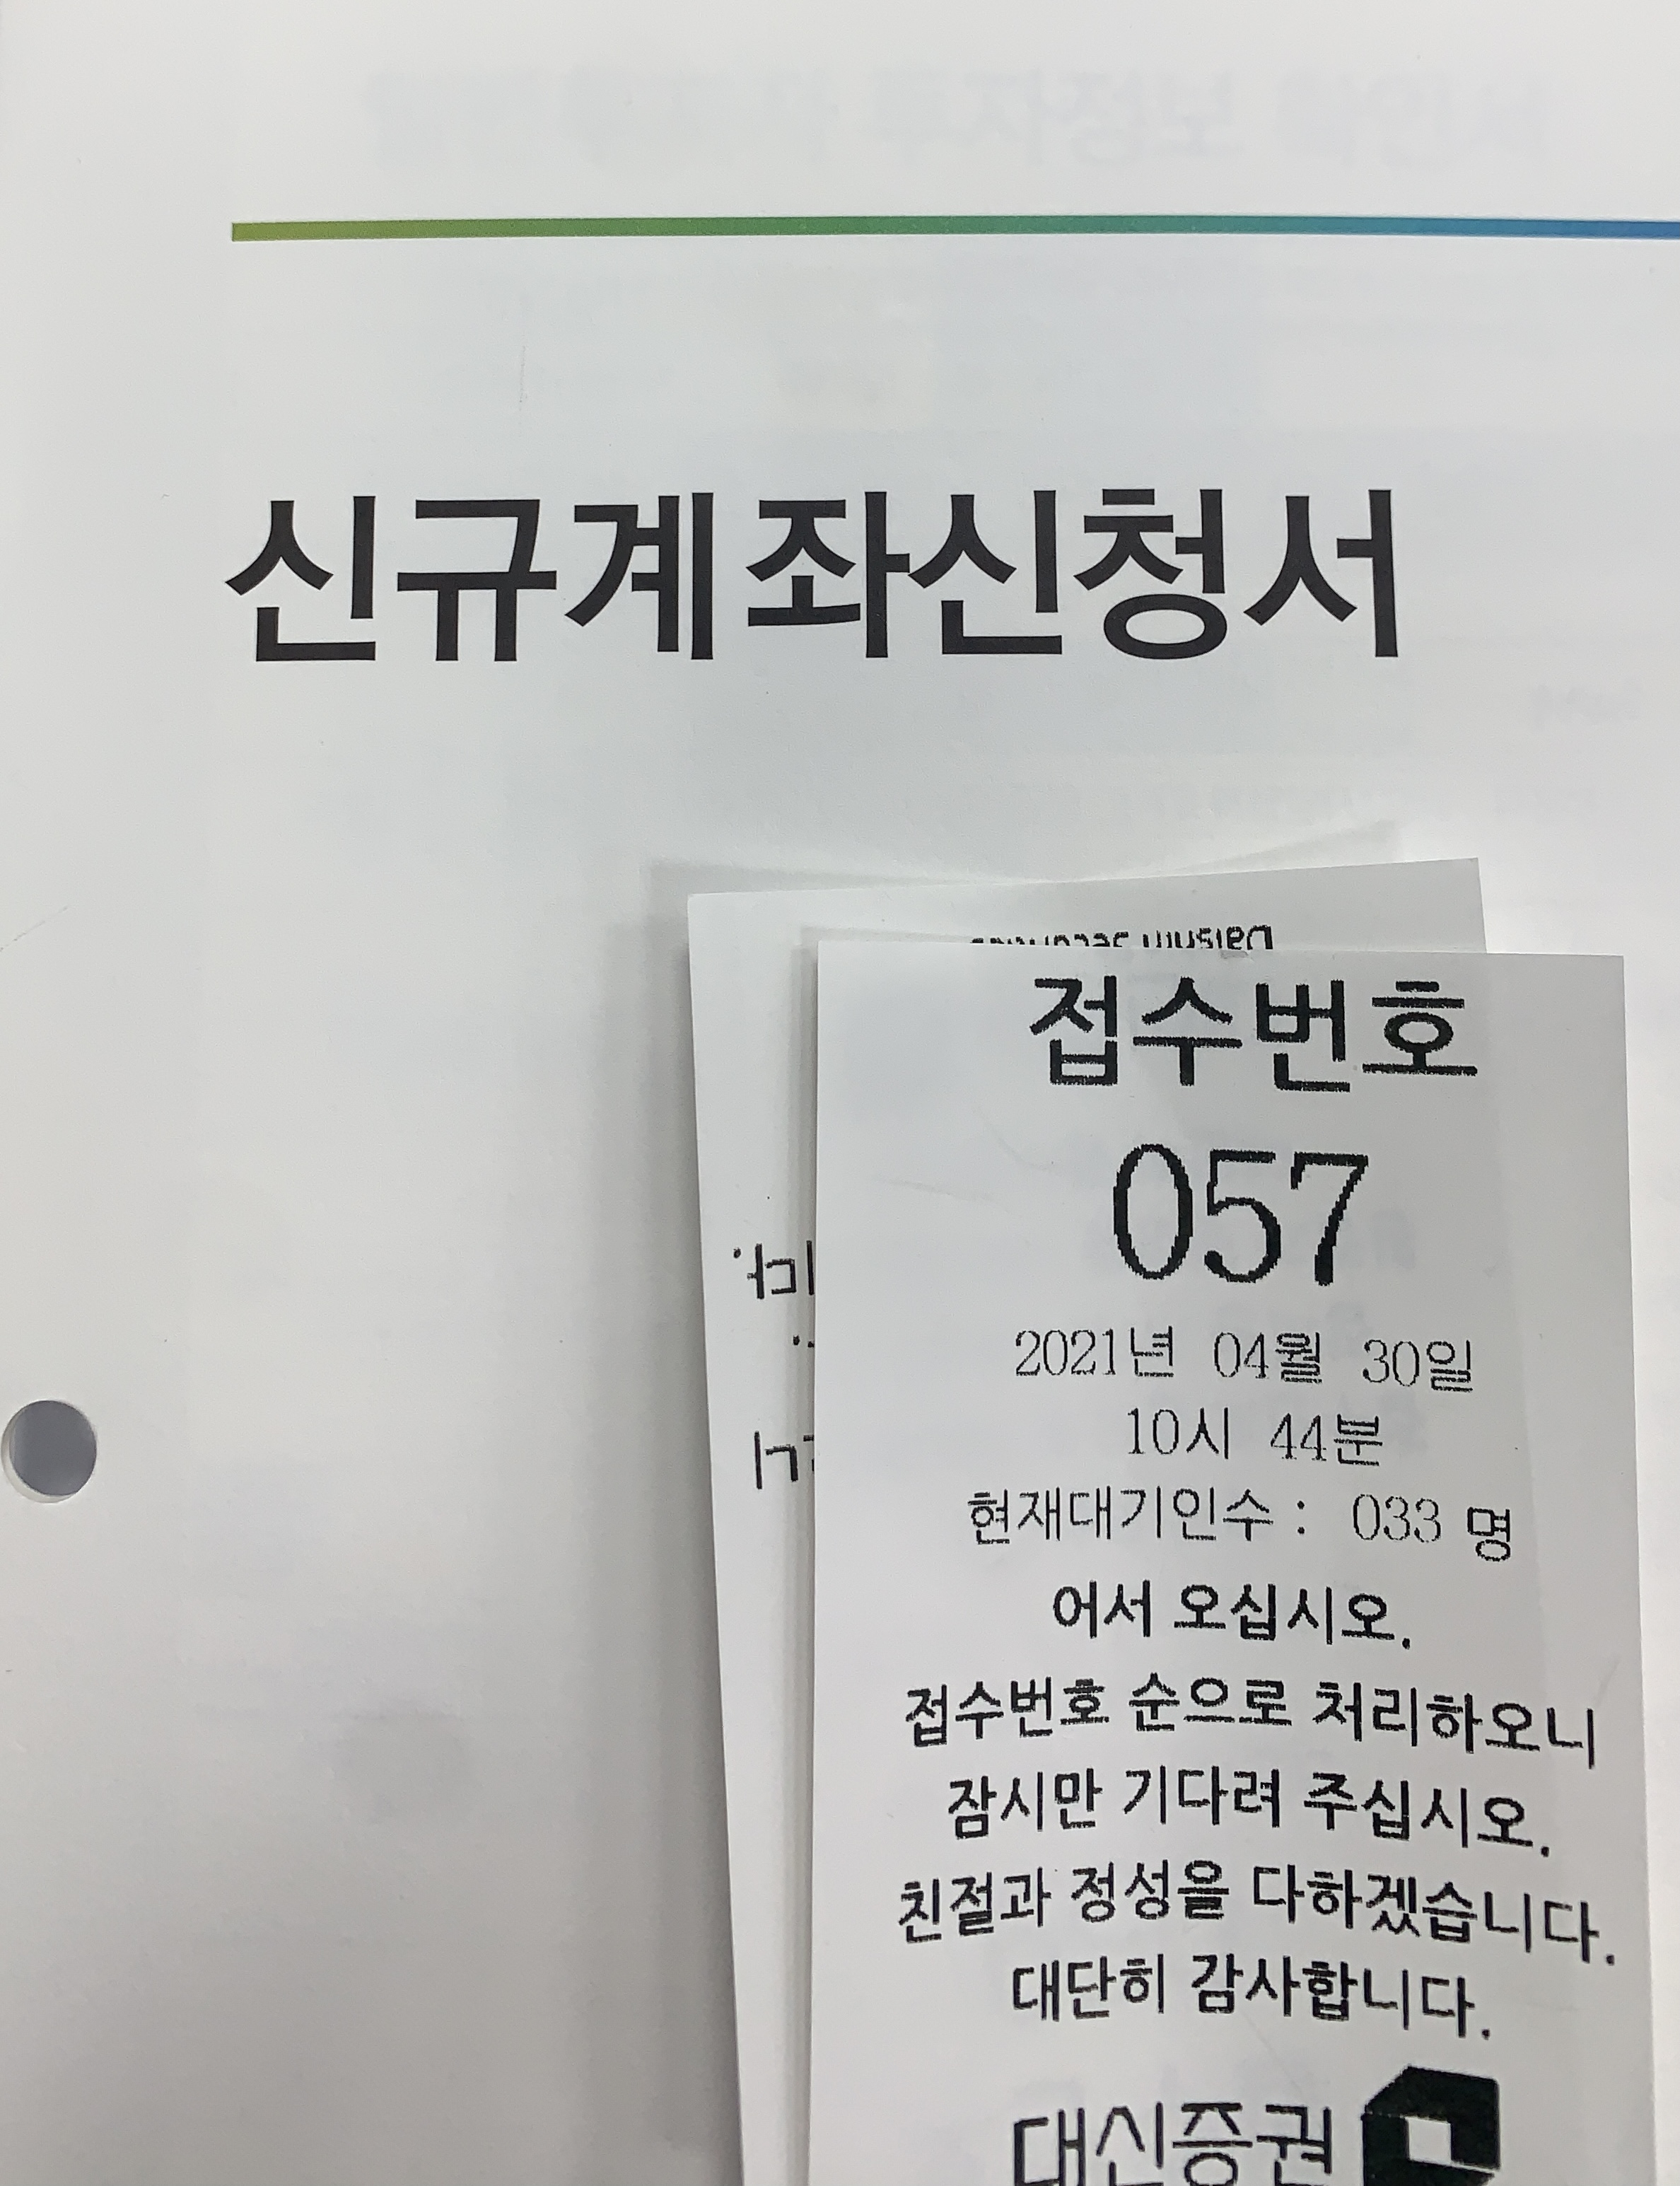 신규계좌신청서
접수번호
057
2021년 04월 30일
10시 44분
현재대기인수 : 033 명
어서 오십시오.
접수번호 순으로 처리하오니
잠시만 기다려 주십시오.
친절과 정성을 다하겠습니다.
대단히 감사합니다.
대신증권